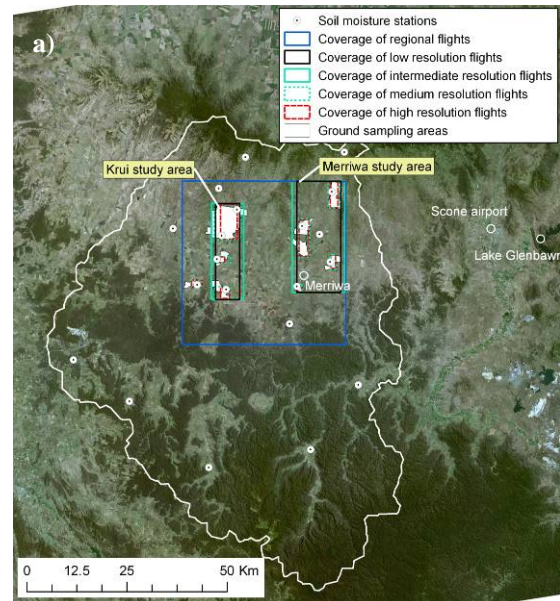 a)
Soil moisture stations
Coverage of regional flights
Coverage of low resolution flights
Coverage of intermediate resolution flights
Coverage of medium resolution flights
Coverage of high resolution flights
Ground sampling areas
Krui study area
Merriwa study area
Scone airport
Lake Glenbawn
Merriwa
0 12.5 25 50 Km